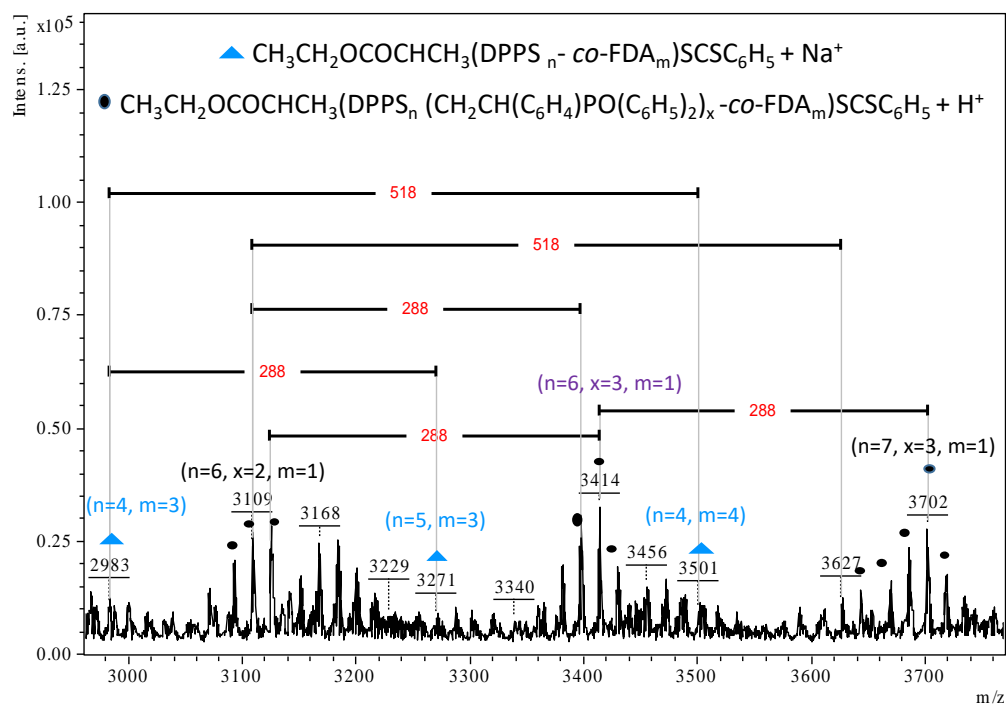 x10⁵
Intens. [a.u.]
CH₃CH₂OCOCHCH₃(DPPS ₙ- co-FDAₘ)SCSC₆H₅ + Na⁺
CH₃CH₂OCOCHCH₃(DPPSₙ (CH₂CH(C₆H₄)PO(C₆H₅)₂)ₓ -co-FDAₘ)SCSC₆H₅ + H⁺
1.25
1.00
0.75
0.50
0.25
0.00
518
518
288
288
(n=6, x=3, m=1)
288
288
(n=7, x=3, m=1)
(n=6, x=2, m=1)
3109
3414
3702
(n=4, m=3)
3168
(n=5, m=3)
3456
(n=4, m=4)
2983
3229
3271
3340
3501
3627
3000 3100 3200 3300 3400 3500 3600 3700
m/z